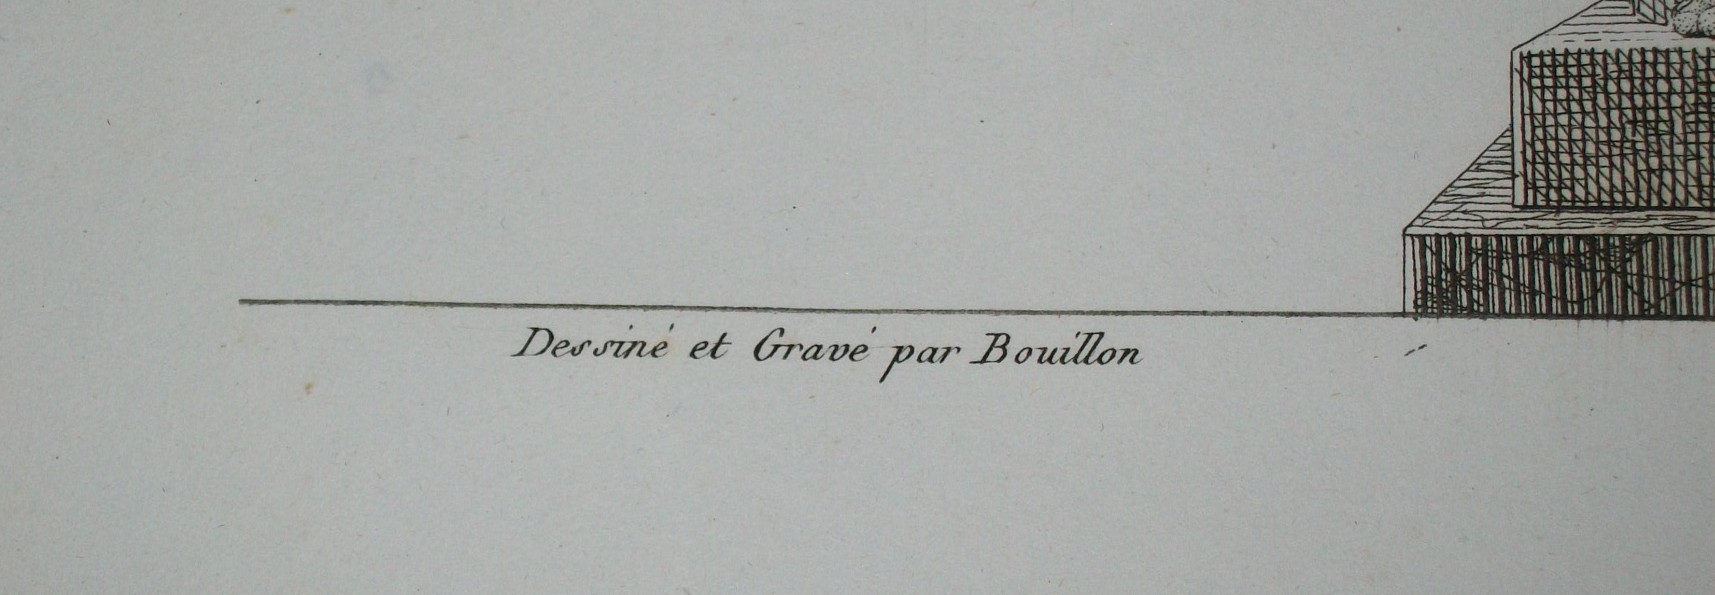 Dessiné et Gravé par Bouillon